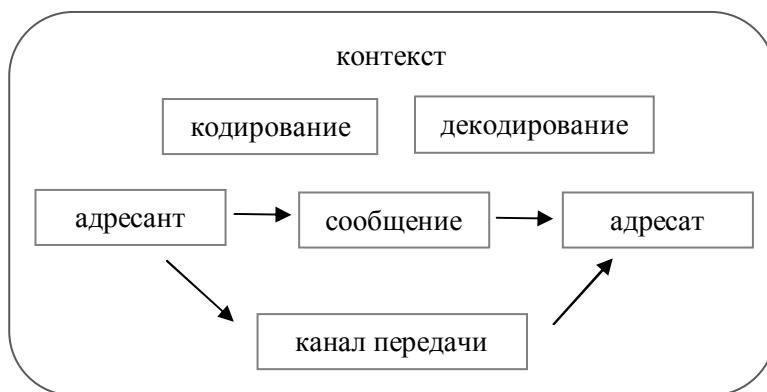 контекст
кодирование
декодирование
адресант
сообщение
адресат
канал передачи